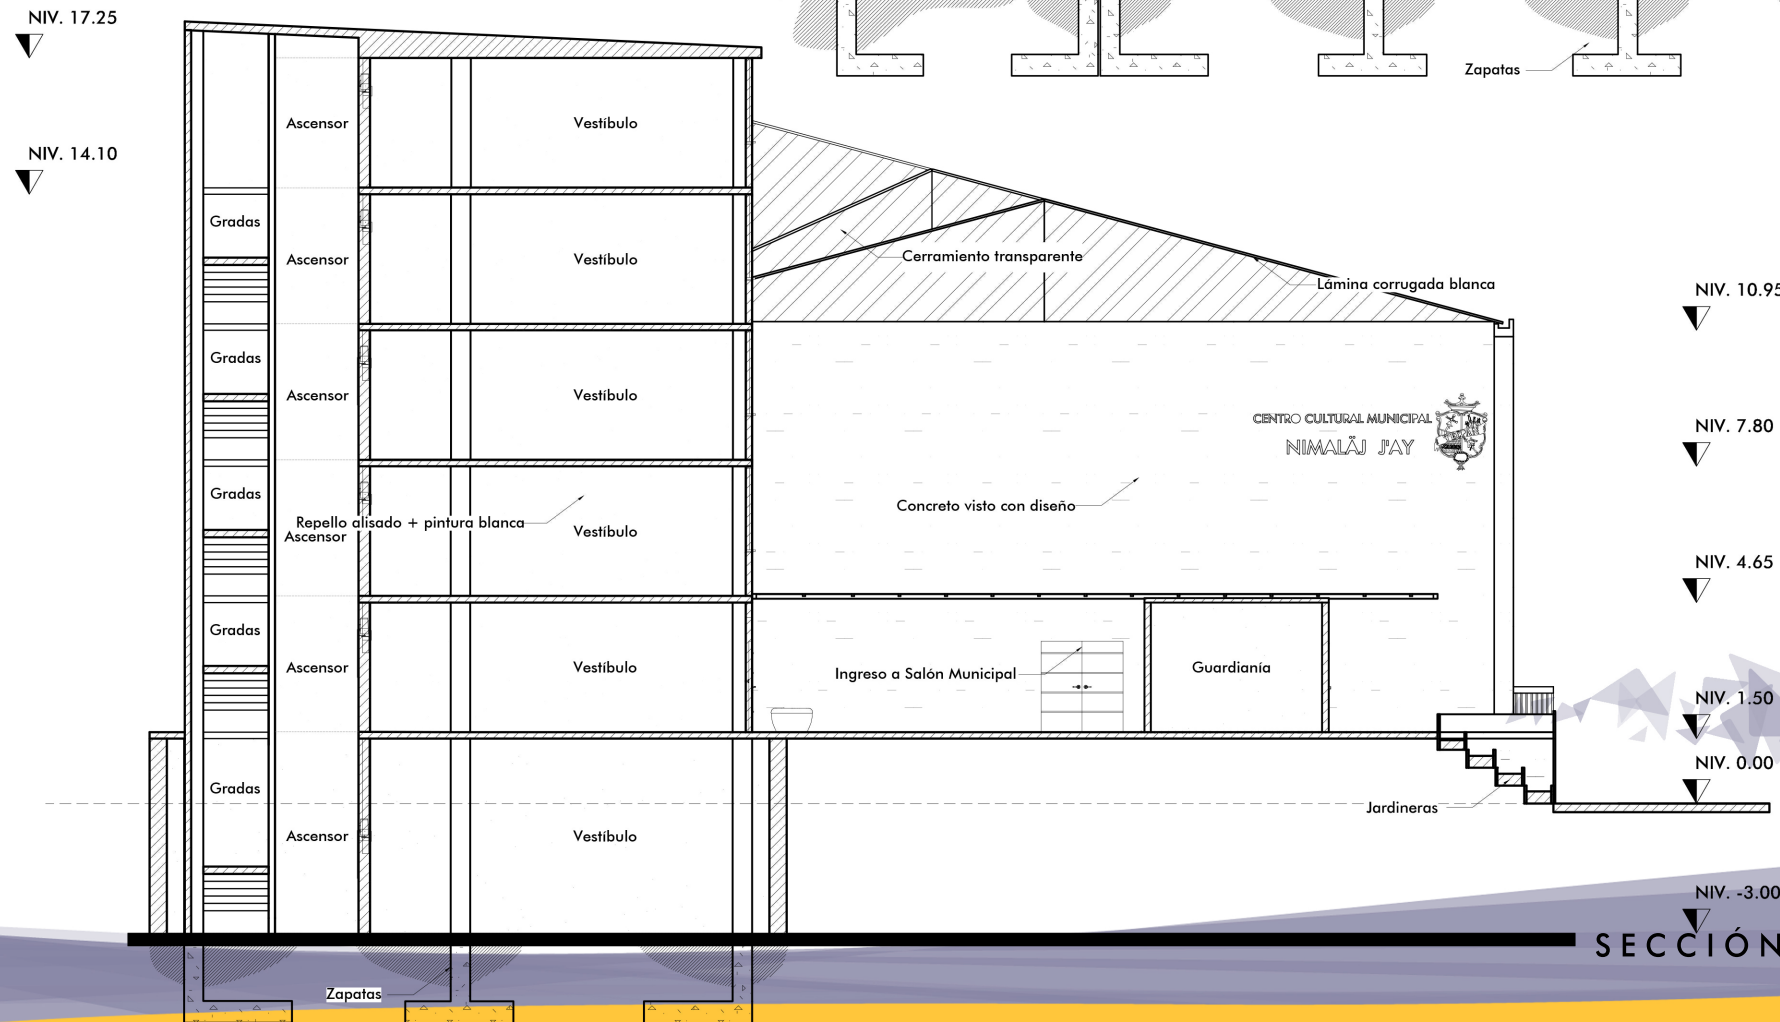 NIV. 17.25
Zapatas
Ascensor
Vestíbulo
NIV. 14.10
Gradas
Ascensor
Vestíbulo
Cerramiento transparente
Lámina corrugada blanca
NIV. 10.95
Gradas
Ascensor
Vestíbulo
CENTRO CULTURAL MUNICIPAL
NIMALÄJ J'AY
NIV. 7.80
Gradas
Repello alisado + pintura blanca
Ascensor
Vestíbulo
Concreto visto con diseño
NIV. 4.65
Gradas
Ascensor
Vestíbulo
Ingreso a Salón Municipal
Guardianía
NIV. 1.50
NIV. 0.00
Gradas
Jardineras
Ascensor
Vestíbulo
NIV. -3.00
SECCIÓN
Zapatas